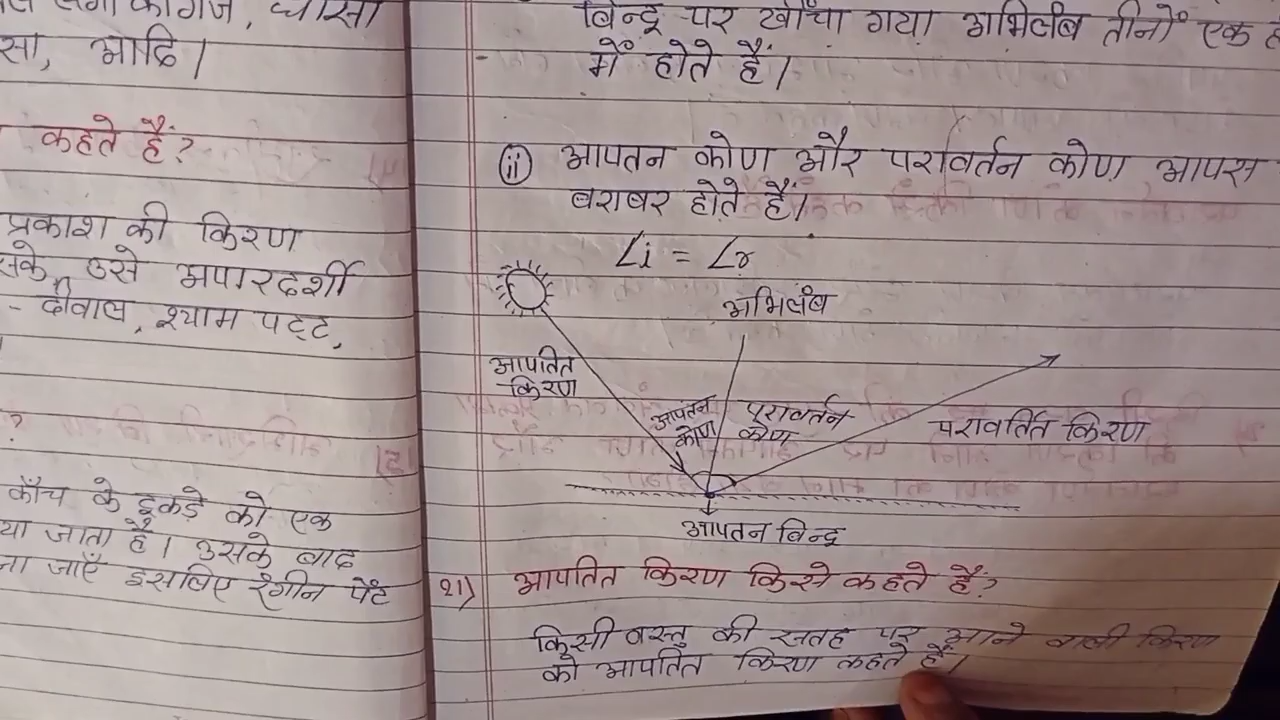 कागज,
सा, आदि।
कहते हैं?
प्रकाश की किरण
सके, उसे अपारदर्शी
- दीवाल, श्याम पट्ट,
?
काँच के टुकड़े को एक
या जाता है। उसके बाद
ना जाएँ इसलिए रंगीन पेंट
बिन्दू पर खींचा गया अभिलंब तीनों एक ह
में होते हैं।
(ii) आपतन कोण और परावर्तन कोण आपस
बराबर होते हैं।
∠i = ∠r
अभिलंब
आपतित
किरण
आपतन
कोण
परावर्तन
कोण
परावर्तित किरण
आपतन बिन्दू
21) आपतित किरण किसे कहते हैं?
किसी वस्तु की सतह पर आने वाली किरण
को आपतित किरण कहते हैं।